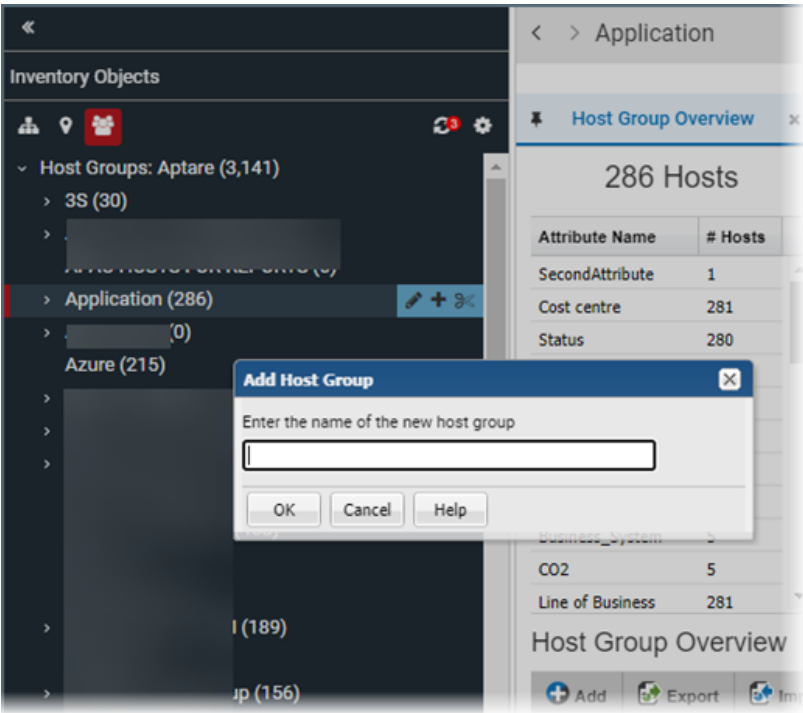 Application
Inventory Objects
3
Host Group Overview
Host Groups: Aptare (3,141)
286 Hosts
3S (30)
Attribute Name
# Hosts
SecondAttribute
1
Application (286)
Cost centre
281
(0)
Status
280
Azure (215)
Add Host Group
Enter the name of the new host group
OK
Cancel
Help
CO2
5
Line of Business
281
(189)
Host Group Overview
(156)
Add
Export